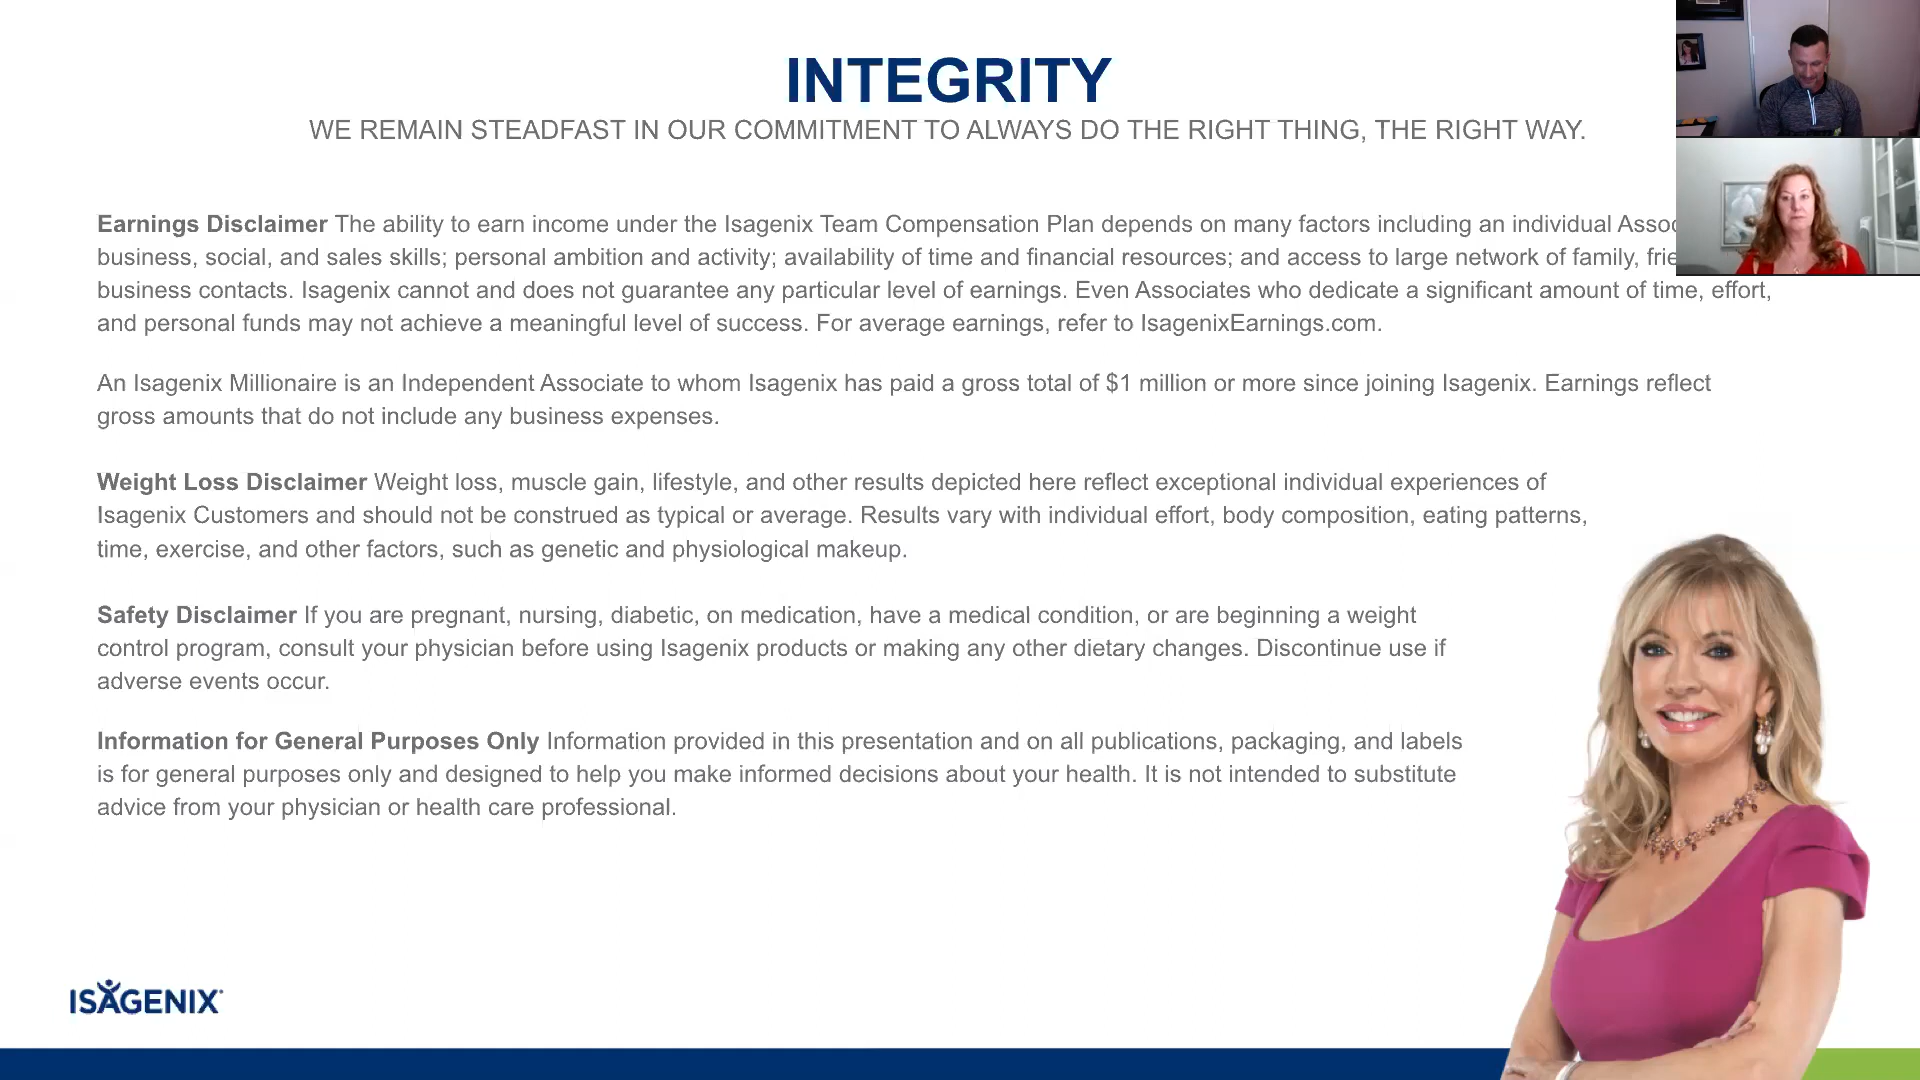 INTEGRITY
WE REMAIN STEADFAST IN OUR COMMITMENT TO ALWAYS DO THE RIGHT THING, THE RIGHT WAY.
Earnings Disclaimer The ability to earn income under the Isagenix Team Compensation Plan depends on many factors including an individual
business, social, and sales skills; personal ambition and activity; availability of time and financial resources; and access to large network of family,
business contacts. Isagenix cannot and does not guarantee any particular level of earnings. Even Associates who dedicate a significant amount of time, effort,
and personal funds may not achieve a meaningful level of success. For average earnings, refer to IsagenixEarnings.com.
An Isagenix Millionaire is an Independent Associate to whom Isagenix has paid a gross total of $1 million or more since joining Isagenix. Earnings reflect
gross amounts that do not include any business expenses.
Weight Loss Disclaimer Weight loss, muscle gain, lifestyle, and other results depicted here reflect exceptional individual experiences of
Isagenix Customers and should not be construed as typical or average. Results vary with individual effort, body composition, eating patterns,
time, exercise, and other factors, such as genetic and physiological makeup.
Safety Disclaimer If you are pregnant, nursing, diabetic, on medication, have a medical condition, or are beginning a weight
control program, consult your physician before using Isagenix products or making any other dietary changes. Discontinue use if
adverse events occur.
Information for General Purposes Only Information provided in this presentation and on all publications, packaging, and labels
is for general purposes only and designed to help you make informed decisions about your health. It is not intended to substitute
advice from your physician or health care professional.
ISAGENIX